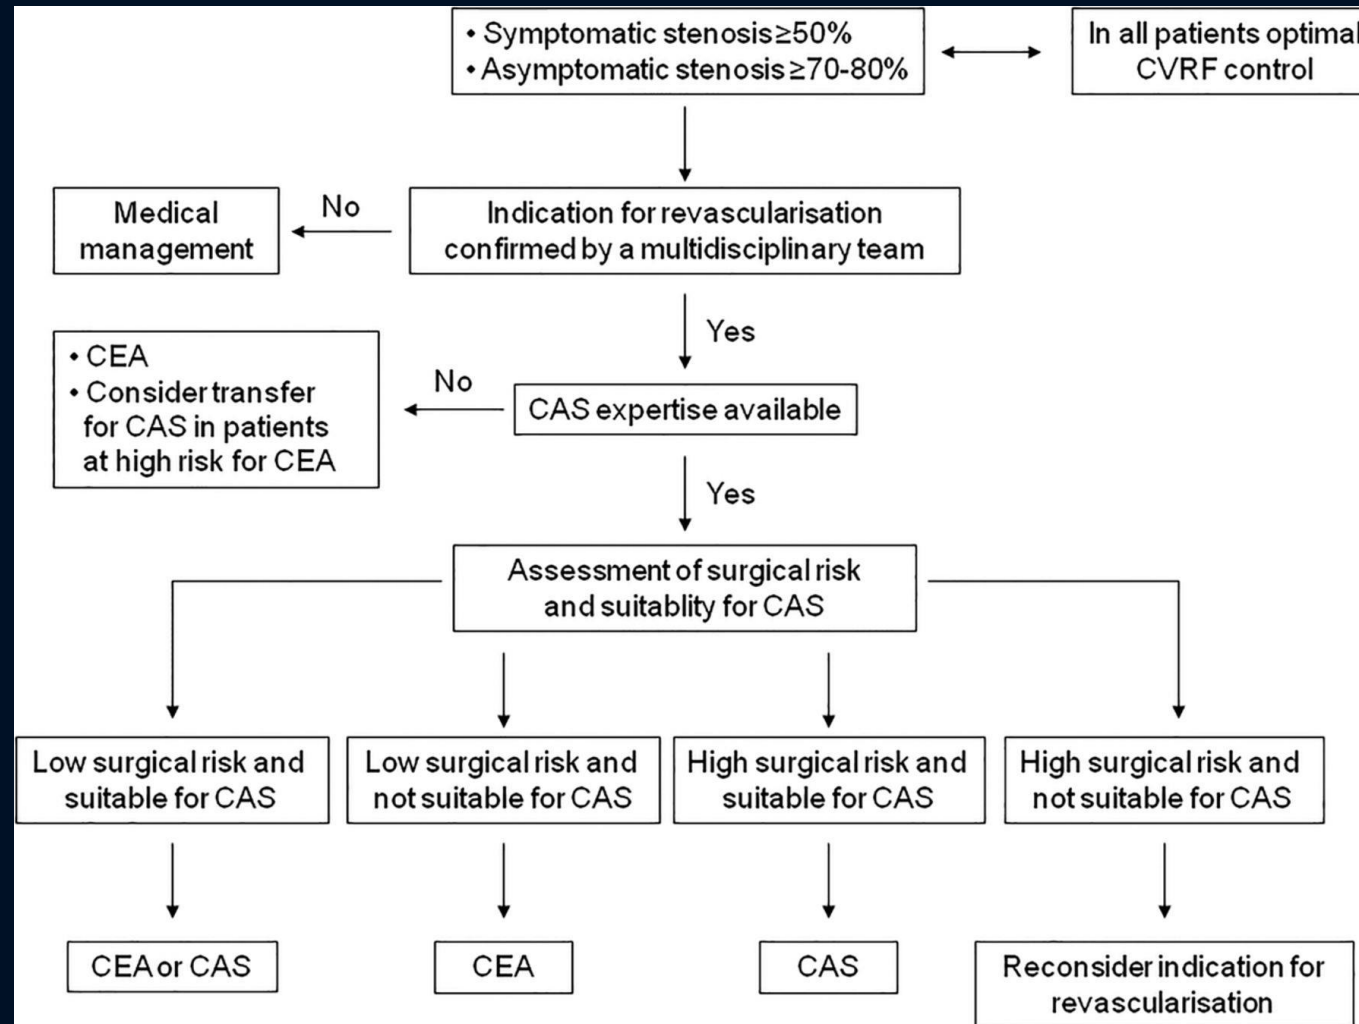 • Symptomatic stenosis≥50%
• Asymptomatic stenosis≥70-80%
In all patients optimal
CVRF control
Medical
management
No
Indication for revascularisation
confirmed by a multidisciplinary team
Yes
• CEA
• Consider transfer
for CAS in patients
at high risk for CEA
No
CAS expertise available
Yes
Assessment of surgical risk
and suitablity for CAS
Low surgical risk and
suitable for CAS
Low surgical risk and
not suitable for CAS
High surgical risk and
suitable for CAS
High surgical risk and
not suitable for CAS
CEA or CAS
CEA
CAS
Reconsider indication for
revascularisation